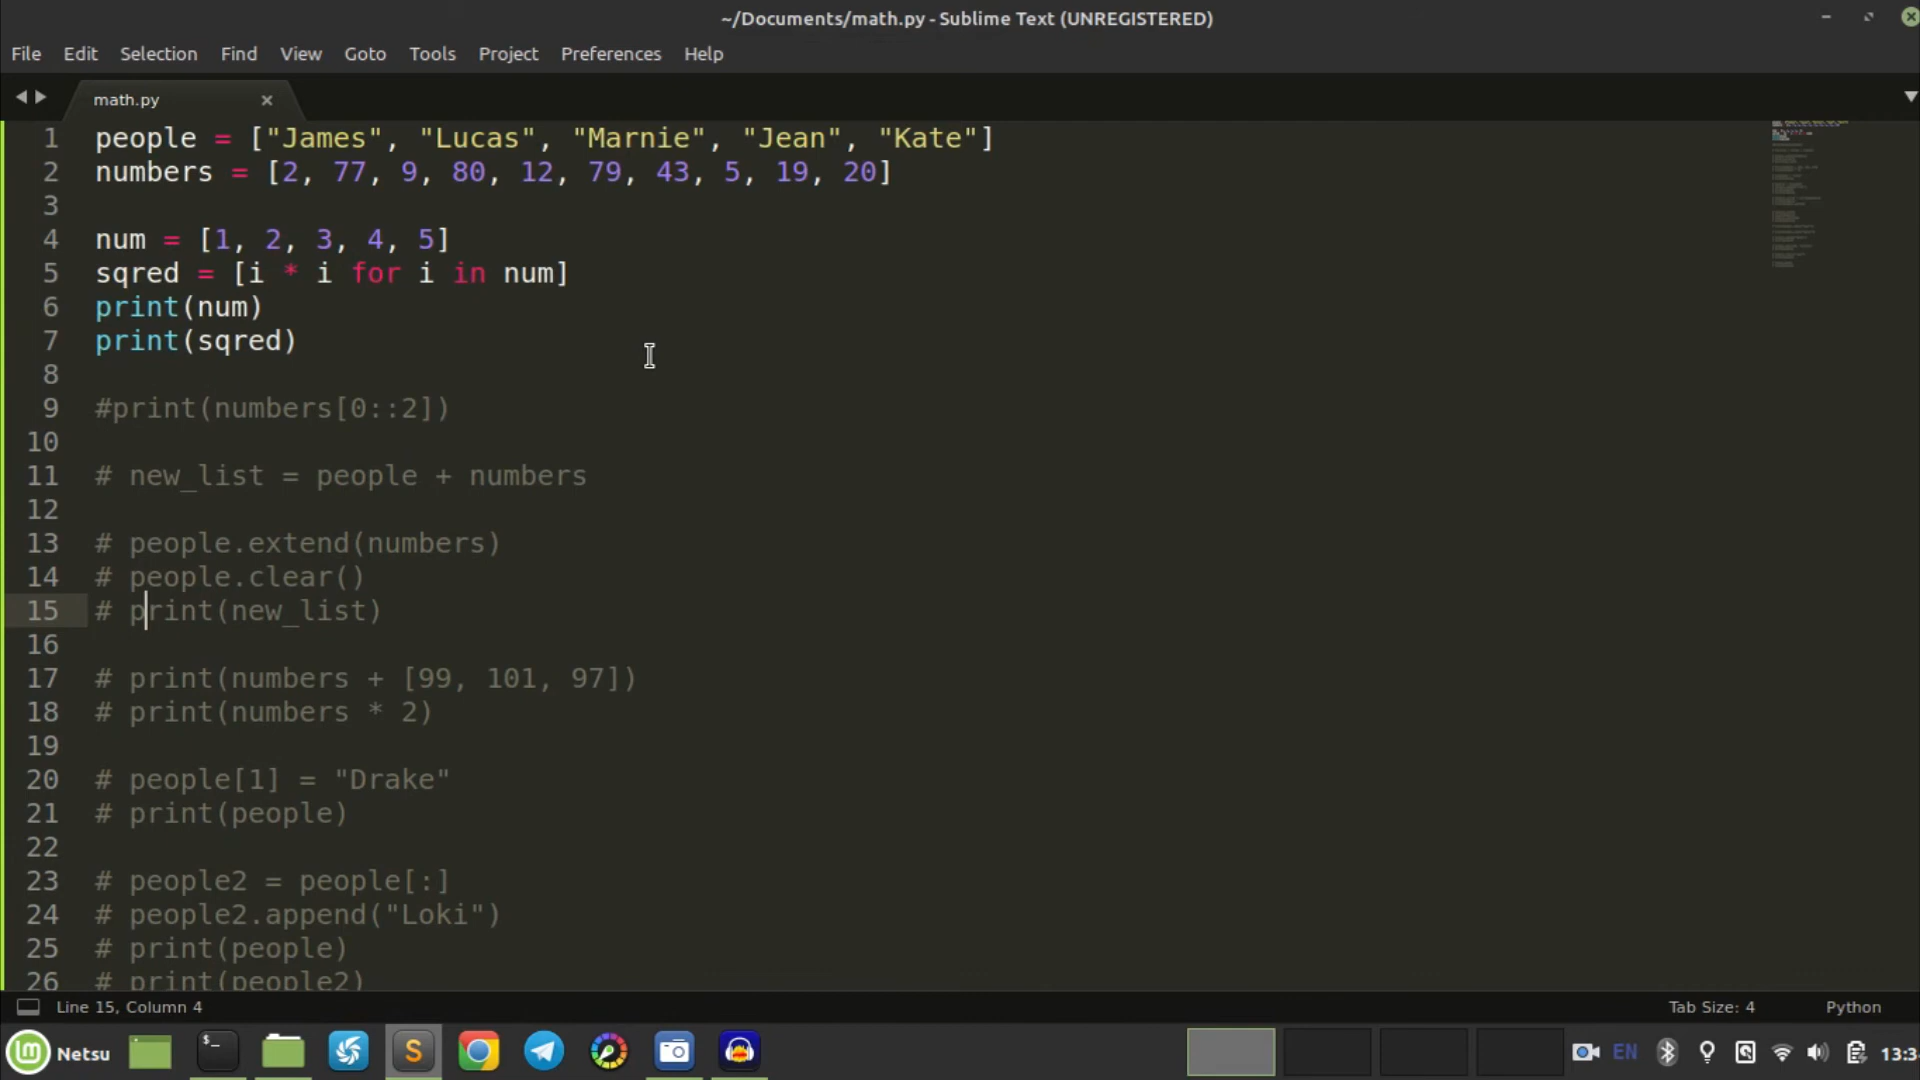 ~/Documents/math.py - Sublime Text (UNREGISTERED)
File Edit Selection Find View Goto Tools Project Preferences Help
math.py
1 people = ["James", "Lucas", "Marnie", "Jean", "Kate"]
2 numbers = [2, 77, 9, 80, 12, 79, 43, 5, 19, 20]
3
4 num = [1, 2, 3, 4, 5]
5 sqred = [i * i for i in num]
6 print(num)
7 print(sqred)
8
9 #print(numbers[0::2])
10
11 # new_list = people + numbers
12
13 # people.extend(numbers)
14 # people.clear()
15 # print(new_list)
16
17 # print(numbers + [99, 101, 97])
18 # print(numbers * 2)
19
20 # people[1] = "Drake"
21 # print(people)
22
23 # people2 = people[:]
24 # people2.append("Loki")
25 # print(people)
26 # print(people2)
Line 15, Column 4 Tab Size: 4 Python
Netsu EN 13:3